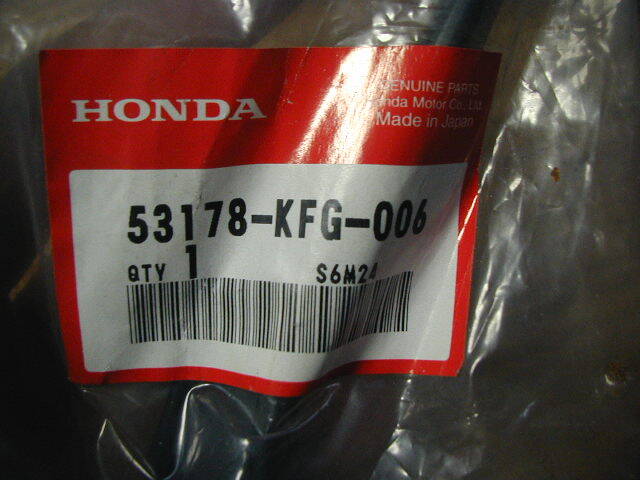 HONDA
GENUINE PARTS
Honda Motor Co., Ltd.
Made in Japan
53178-KFG-006
QTY 1 S6M24